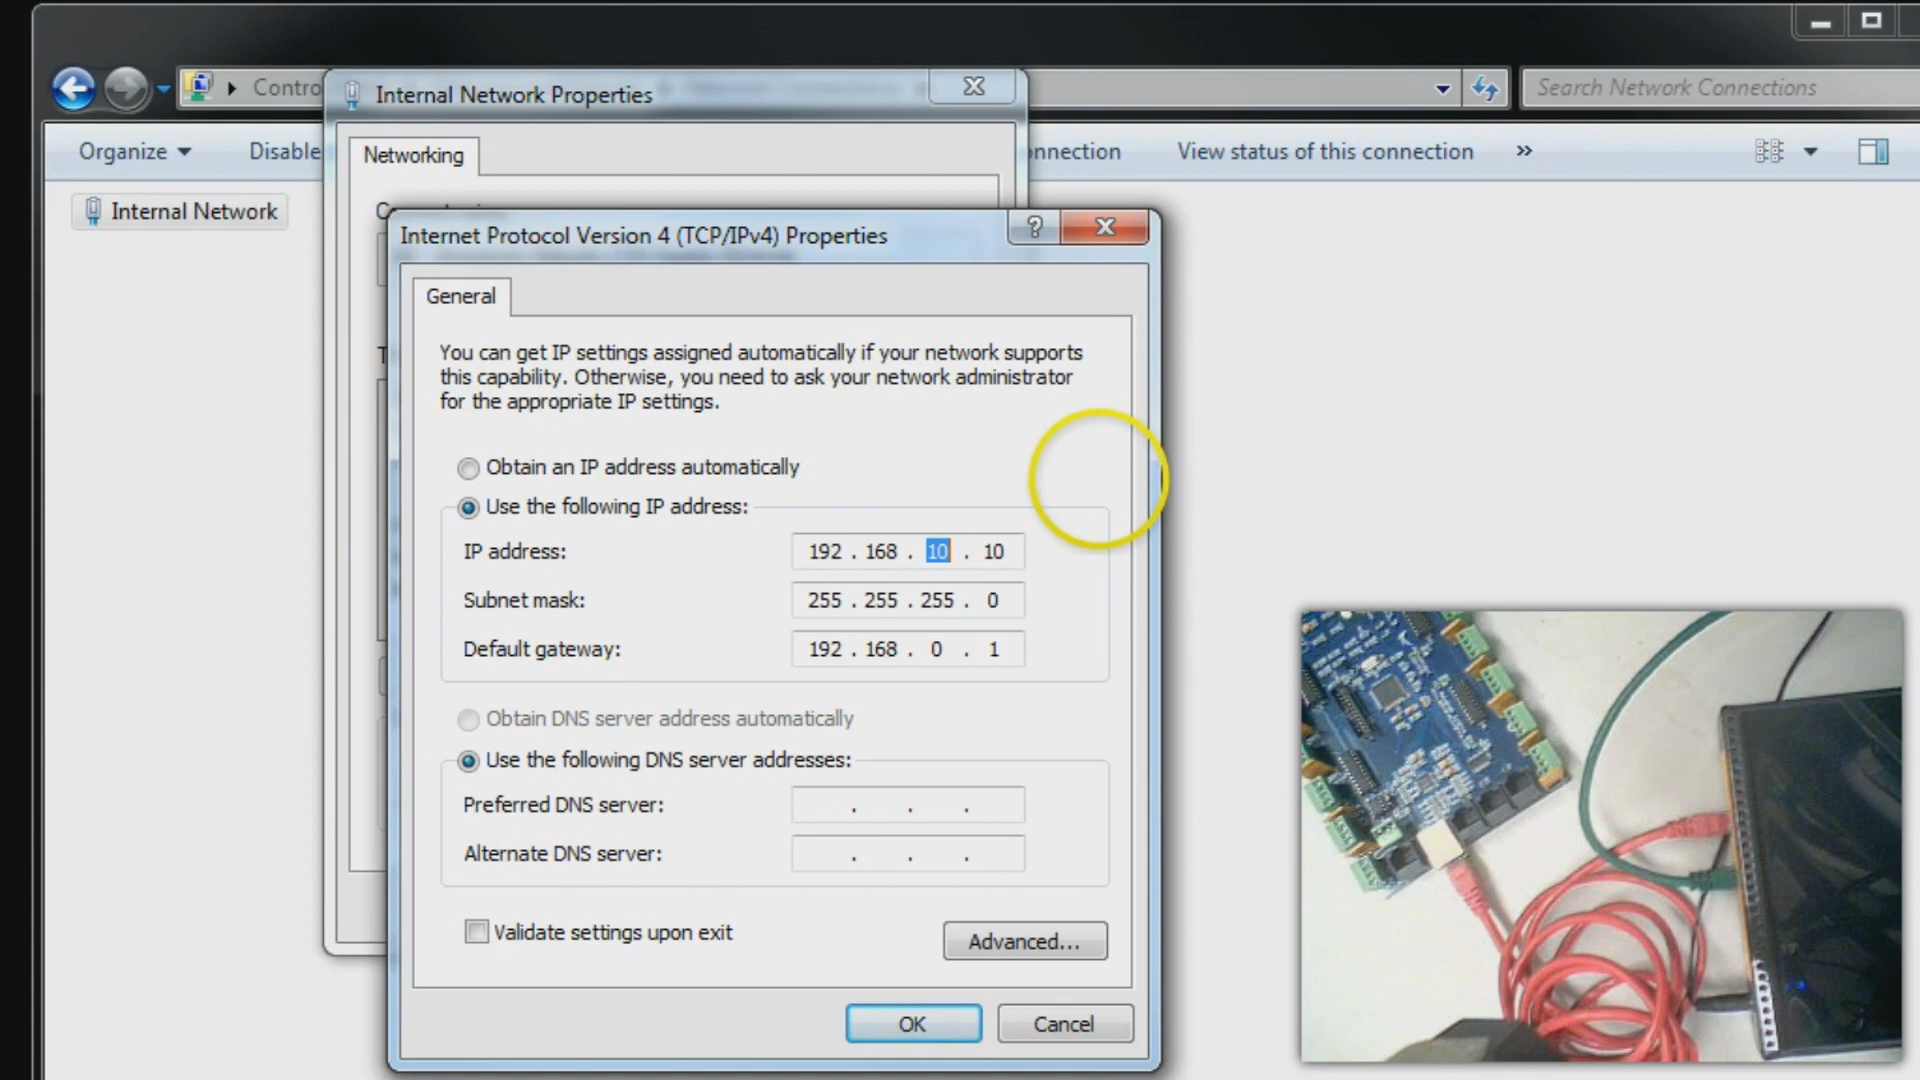 Contro
Search Network Connections
Internal Network Properties
Organize
Disable
Networking
onnection
View status of this connection
»
Internal Network
Internet Protocol Version 4 (TCP/IPv4) Properties
General
You can get IP settings assigned automatically if your network supports
this capability. Otherwise, you need to ask your network administrator
for the appropriate IP settings.
Obtain an IP address automatically
Use the following IP address:
IP address: 192 . 168 . 10 . 10
Subnet mask: 255 . 255 . 255 . 0
Default gateway: 192 . 168 . 0 . 1
Obtain DNS server address automatically
Use the following DNS server addresses:
Preferred DNS server: . . .
Alternate DNS server: . . .
Validate settings upon exit
Advanced...
OK
Cancel